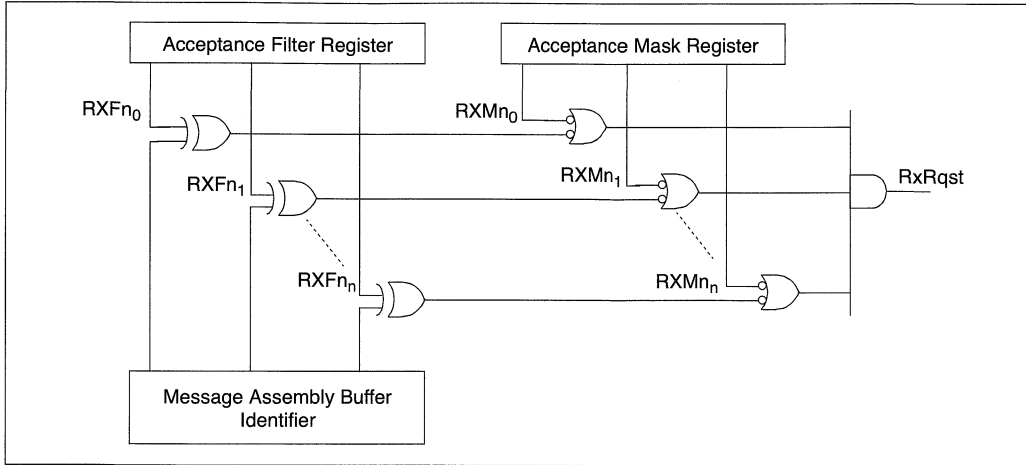 Acceptance Filter Register
Acceptance Mask Register
RXFn₀
RXMn₀
RXFn₁
RXMn₁
RxRqst
RXFnₙ
RXMnₙ
Message Assembly Buffer
Identifier